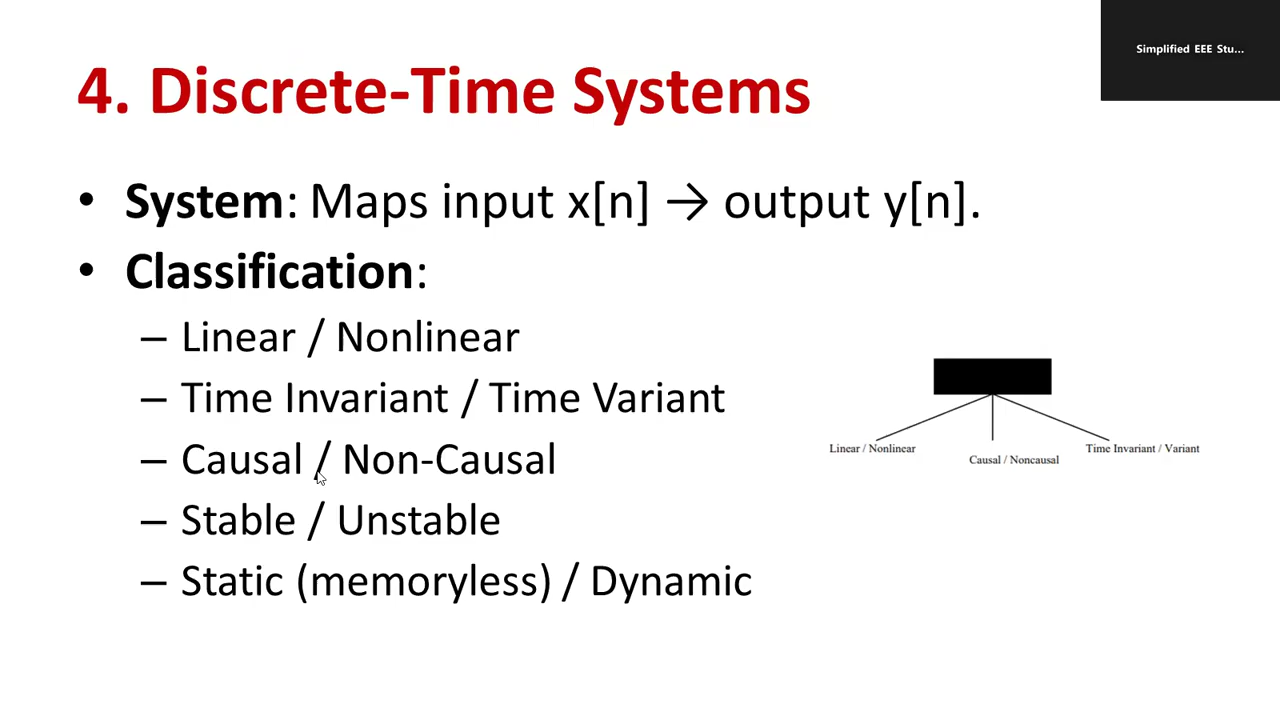 Simplified EEE Stu...
4. Discrete-Time Systems
• System: Maps input x[n] → output y[n].
• Classification:
– Linear / Nonlinear
– Time Invariant / Time Variant
– Causal / Non-Causal
– Stable / Unstable
– Static (memoryless) / Dynamic
Linear / Nonlinear
Causal / Noncausal
Time Invariant / Variant